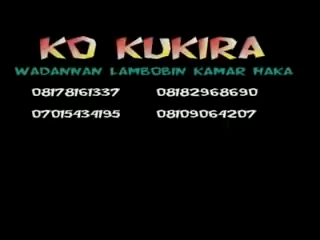 KO KUKIRA
WADANNAN LAMBOBIN KAMAR HAKA
08178161337 08182968690
07015434195 08109064207